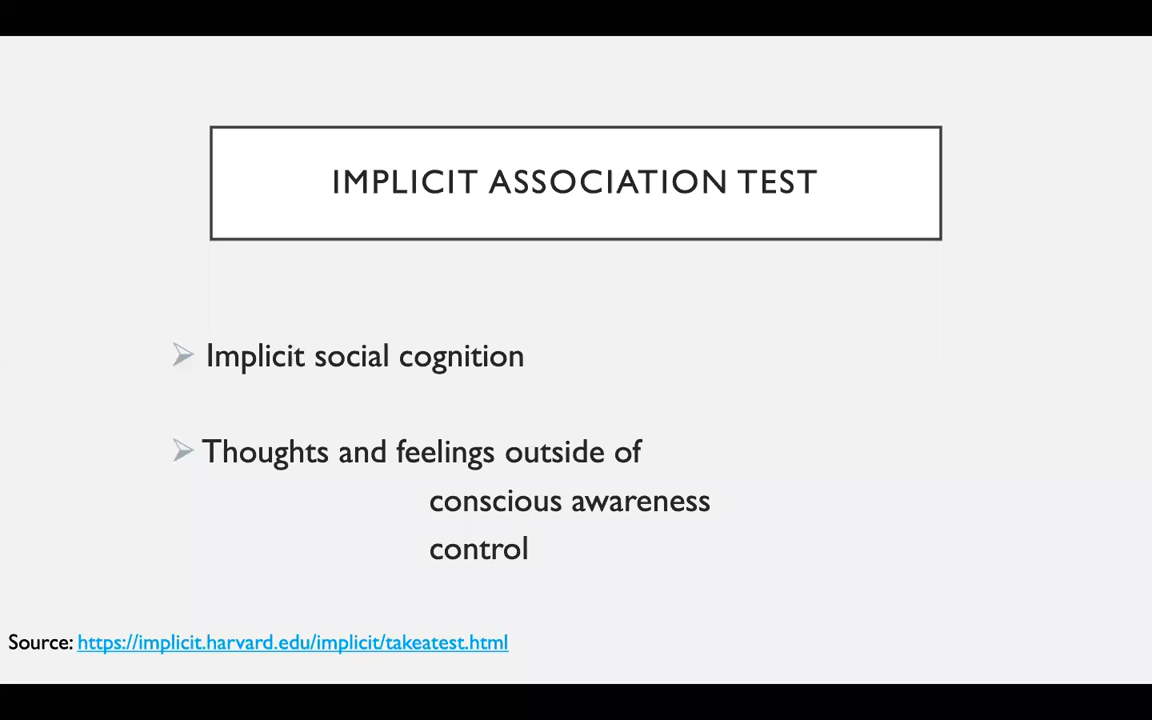 IMPLICIT ASSOCIATION TEST
Implicit social cognition
Thoughts and feelings outside of
conscious awareness
control
Source: https://implicit.harvard.edu/implicit/takeatest.html